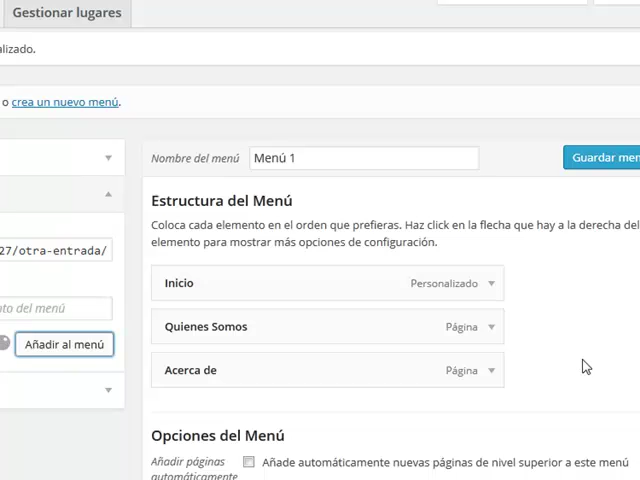 Gestionar lugares
alizado.
o crea un nuevo menú.
Nombre del menú
Menú 1
Guardar men
Estructura del Menú
Coloca cada elemento en el orden que prefieras. Haz click en la flecha que hay a la derecha del
elemento para mostrar más opciones de configuración.
27/otra-entrada/
nto del menú
Añadir al menú
Inicio
Personalizado
Quienes Somos
Página
Acerca de
Página
Opciones del Menú
Añadir páginas
automáticamente
Añade automáticamente nuevas páginas de nivel superior a este menú